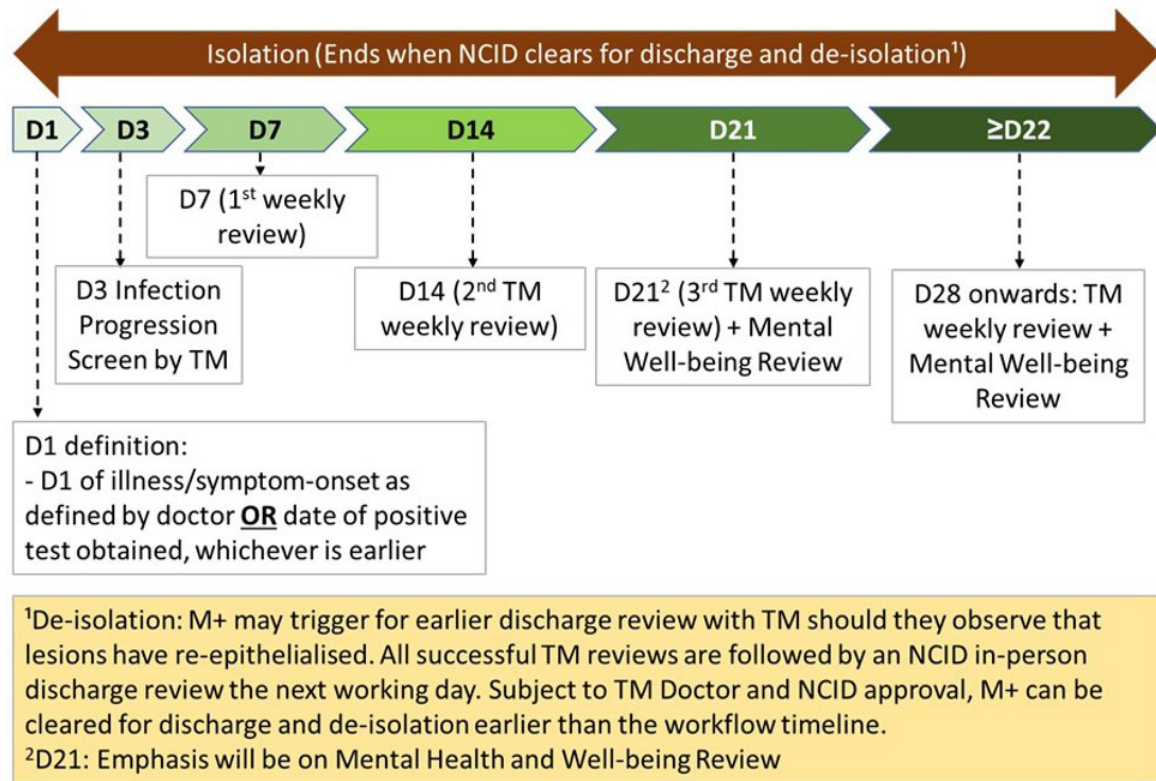 Isolation (Ends when NCID clears for discharge and de-isolation¹)
D1
D3
D7
D14
D21
≥D22
D7 (1st weekly
review)
D3 Infection
Progression
Screen by TM
D14 (2nd TM
weekly review)
D21² (3rd TM weekly
review) + Mental
Well-being Review
D28 onwards: TM
weekly review +
Mental Well-being
Review
D1 definition:
- D1 of illness/symptom-onset as
defined by doctor OR date of positive
test obtained, whichever is earlier
¹De-isolation: M+ may trigger for earlier discharge review with TM should they observe that
lesions have re-epithelialised. All successful TM reviews are followed by an NCID in-person
discharge review the next working day. Subject to TM Doctor and NCID approval, M+ can be
cleared for discharge and de-isolation earlier than the workflow timeline.
²D21: Emphasis will be on Mental Health and Well-being Review